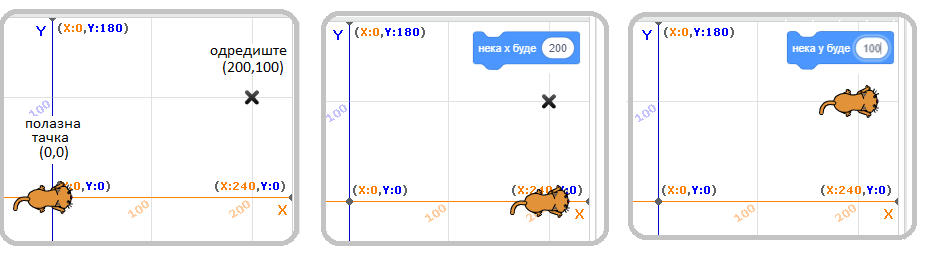 Y
(X:0,Y:180)
одредиште
(200,100)
100
полазна
тачка
(0,0)
,Y:0)
(X:240,Y:0)
100
200
X
Y
(X:0,Y:180)
нека x буде 200
100
(X:0,Y:0)
(X:240,Y:0)
100
200
X
Y
(X:0,Y:180)
нека y буде 100
100
(X:0,Y:0)
(X:240,Y:0)
100
200
X